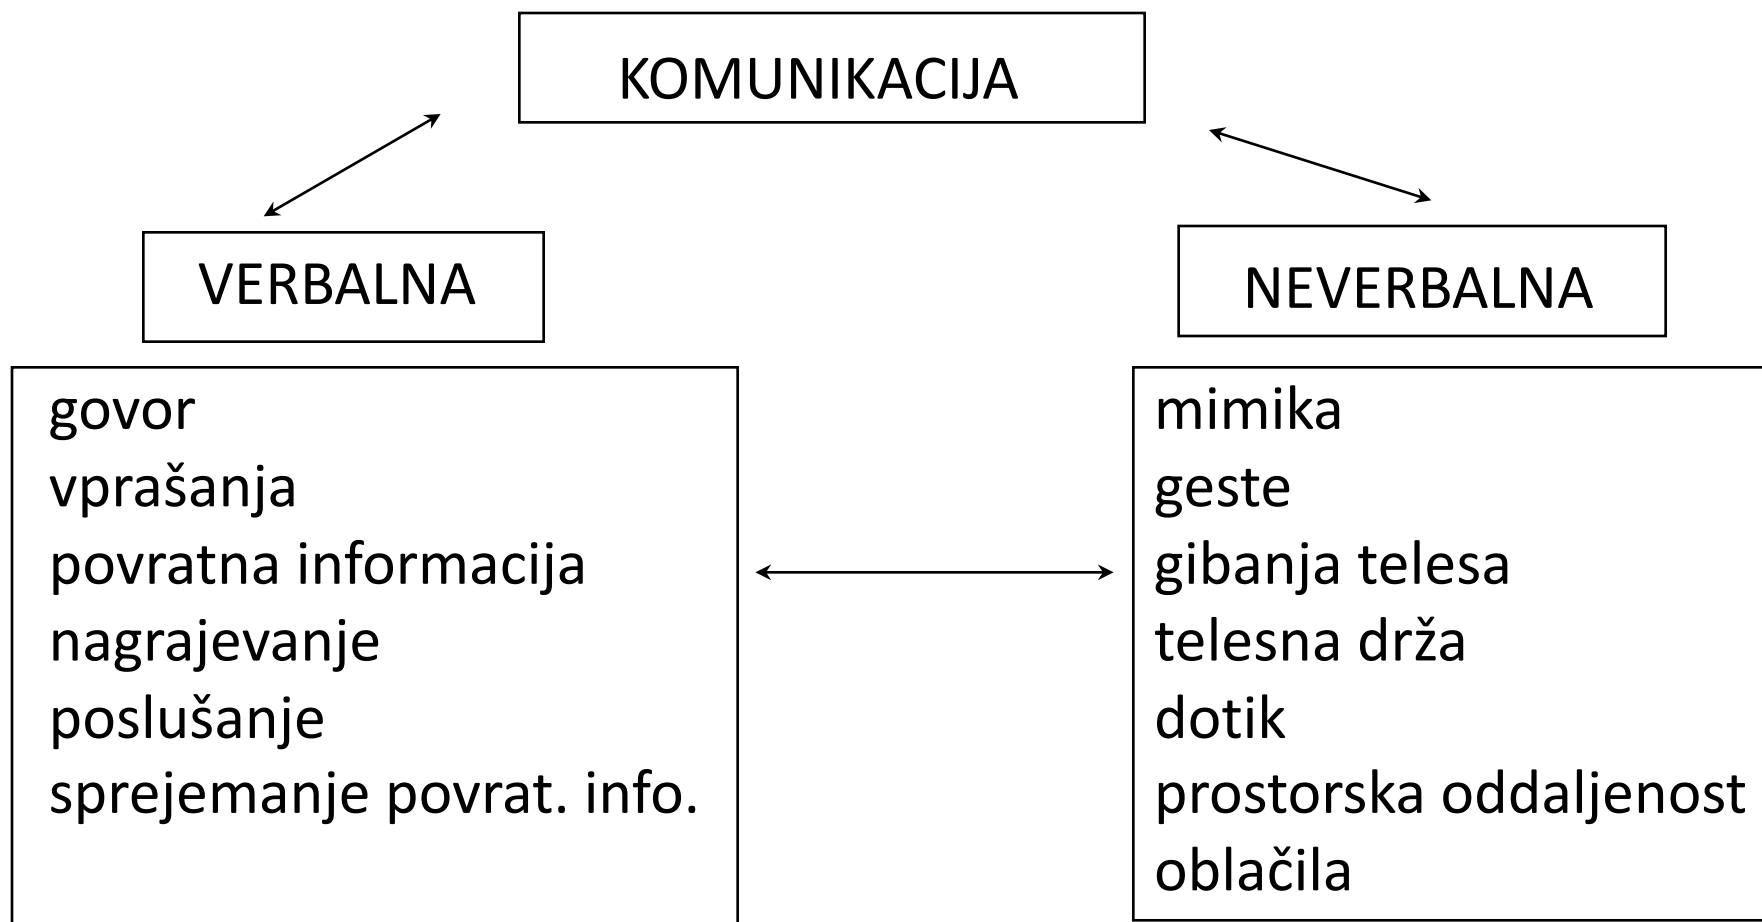 KOMUNIKACIJA
VERBALNA
NEVERBALNA
govor
vprašanja
povratna informacija
nagrajevanje
poslušanje
sprejemanje povrat. info.
mimika
geste
gibanja telesa
telesna drža
dotik
prostorska oddaljenost
oblačila